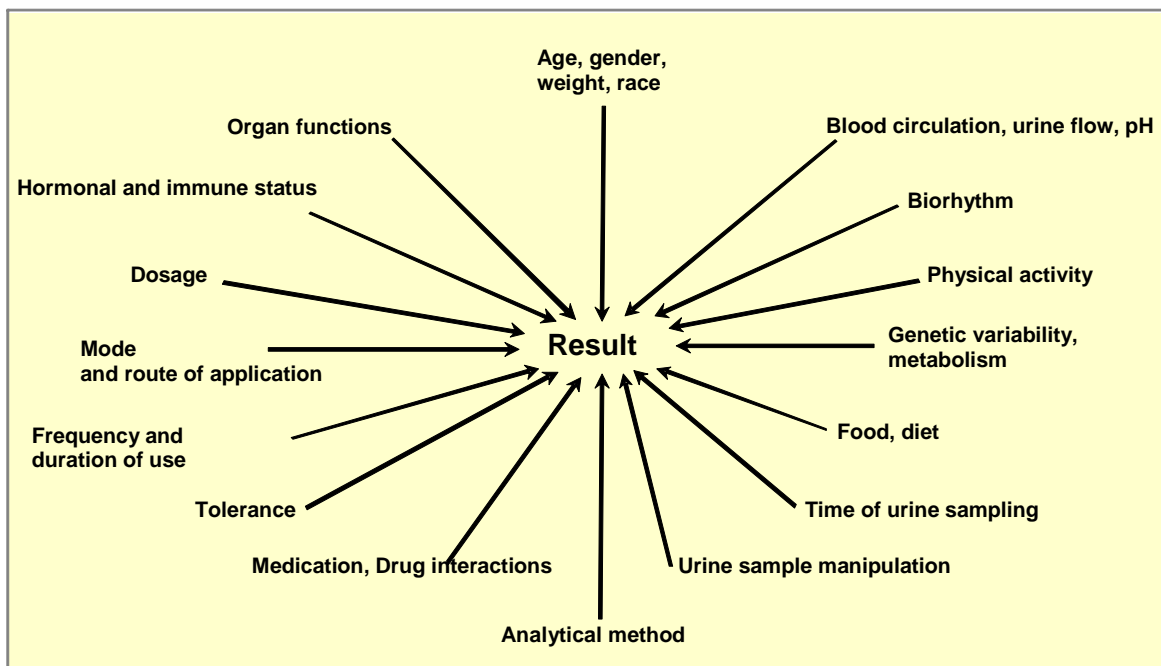 Age, gender,
weight, race
Organ functions
Blood circulation, urine flow, pH
Hormonal and immune status
Biorhythm
Dosage
Physical activity
Result
Mode
and route of application
Genetic variability,
metabolism
Frequency and
duration of use
Food, diet
Tolerance
Time of urine sampling
Medication, Drug interactions
Urine sample manipulation
Analytical method